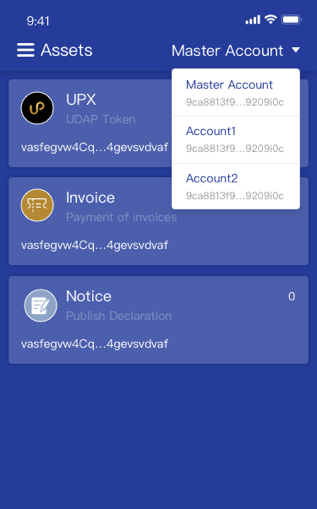 9:41
Assets
Master Account
Master Account
9ca8813f9...9209i0c
Account1
9ca8813f9...9209i0c
Account2
9ca8813f9...9209i0c
UPX
UDAP Token
vasfegvw4Cq...4gevsvdvaf
Invoice
Payment of invoices
vasfegvw4Cq...4gevsvdvaf
Notice
0
Publish Declaration
vasfegvw4Cq...4gevsvdvaf